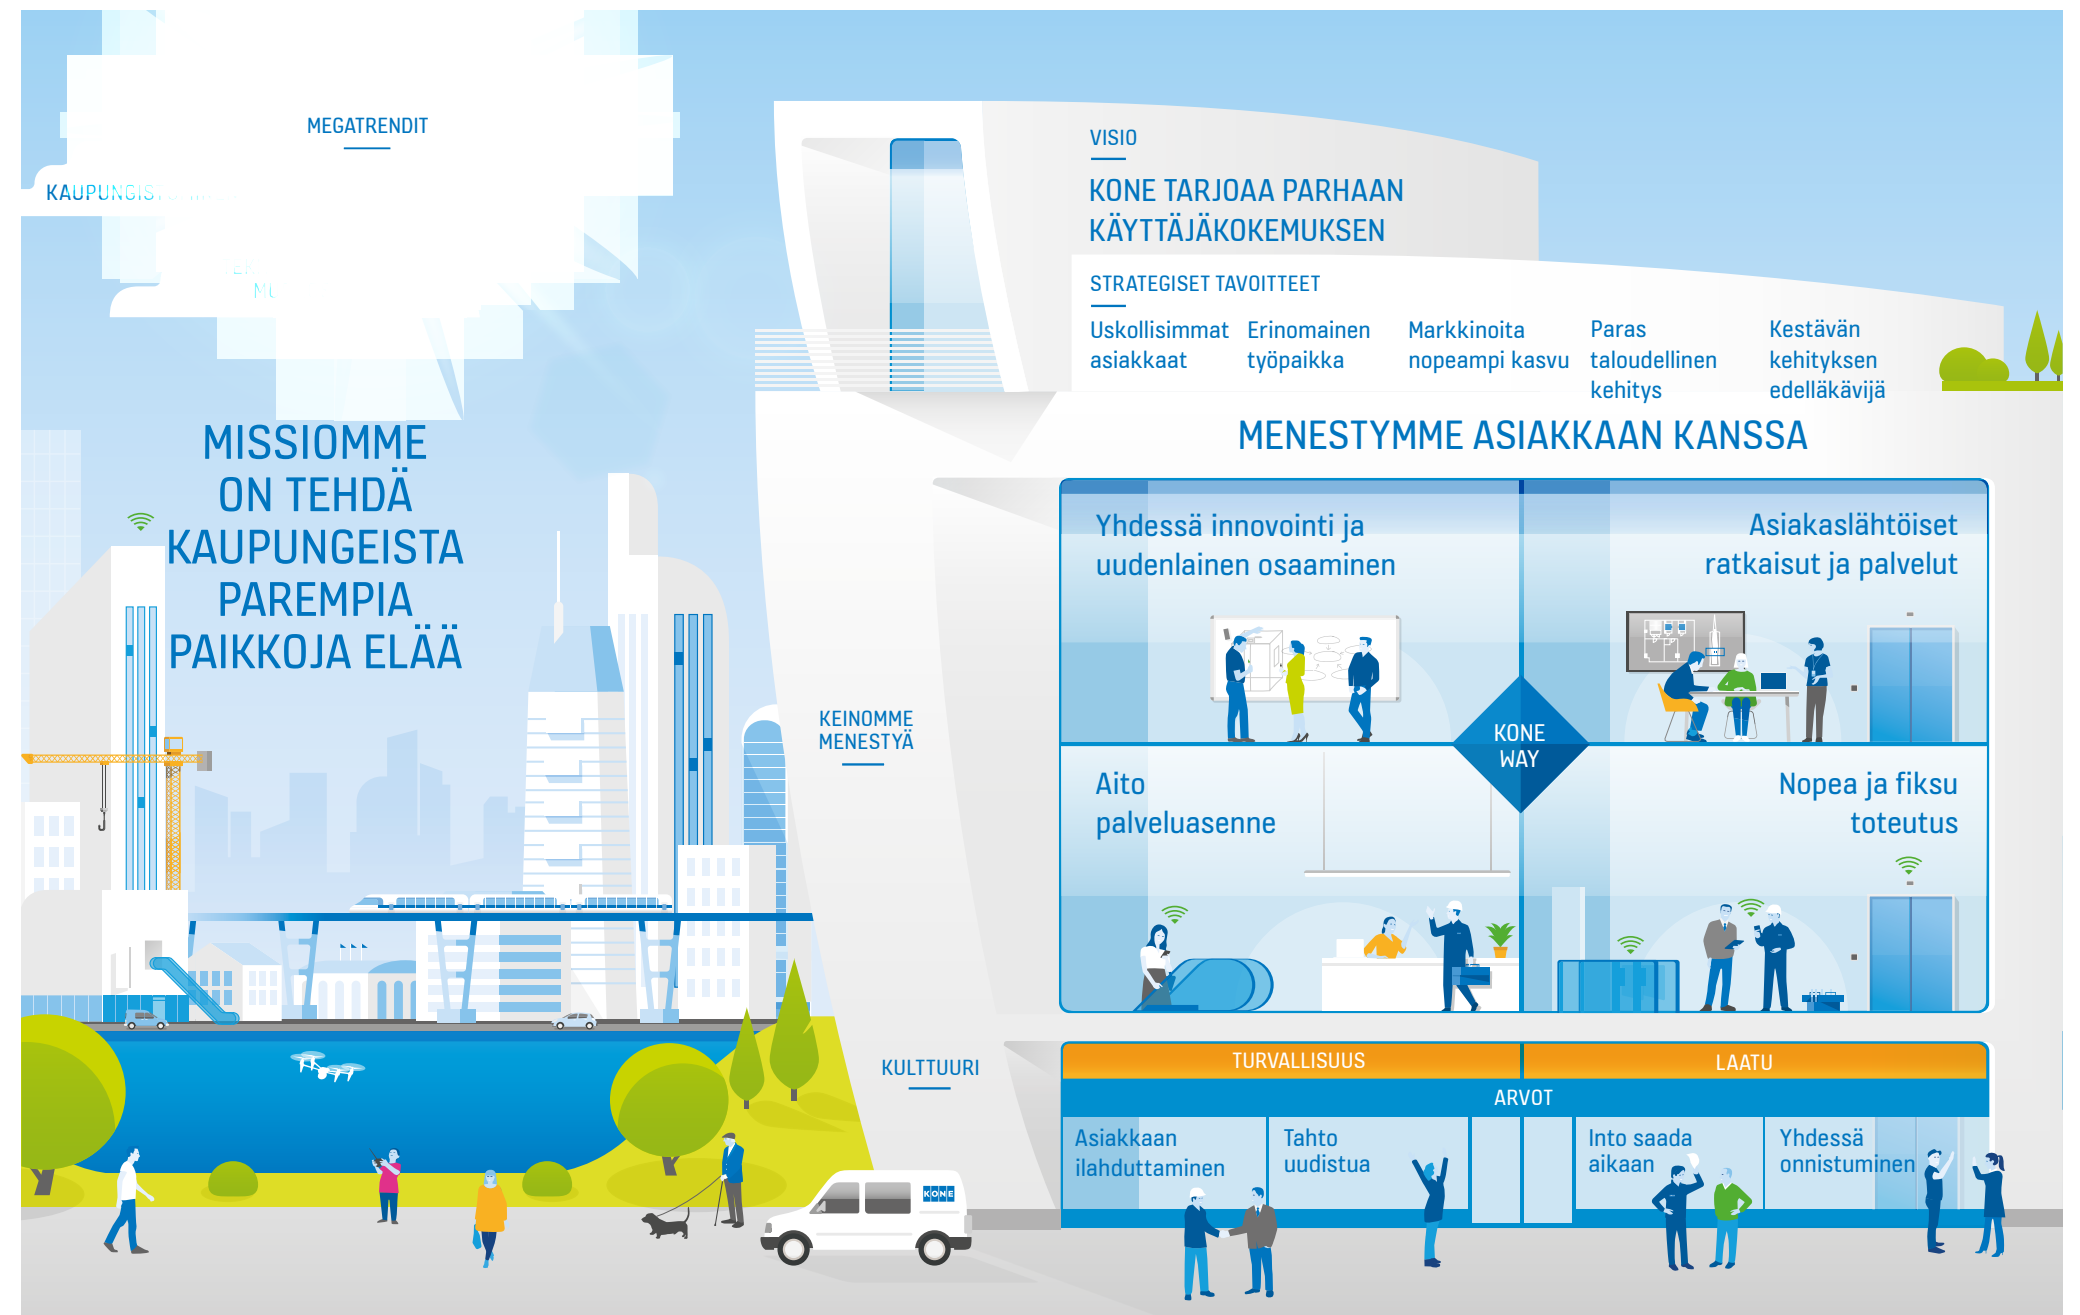 MEGATRENDIT
MISSIOMME
ON TEHDÄ
KAUPUNGEISTA
PAREMPIA
PAIKKOJA ELÄÄ
VISIO
KONE TARJOAA PARHAAN
KÄYTTÄJÄKOKEMUKSEN
STRATEGISET TAVOITTEET
Uskollisimmat
asiakkaat
Erinomainen
työpaikka
Markkinoita
nopeampi kasvu
Paras
taloudellinen
kehitys
Kestävän
kehityksen
edelläkävijä
MENESTYMME ASIAKKAAN KANSSA
KEINOMME
MENESTYÄ
Yhdessä innovointi ja
uudenlainen osaaminen
Asiakaslähtöiset
ratkaisut ja palvelut
KONE
WAY
Aito
palveluasenne
Nopea ja fiksu
toteutus
KULTTUURI
TURVALLISUUS
LAATU
ARVOT
Asiakkaan
ilahduttaminen
Tahto
uudistua
Into saada
aikaan
Yhdessä
onnistuminen
KONE